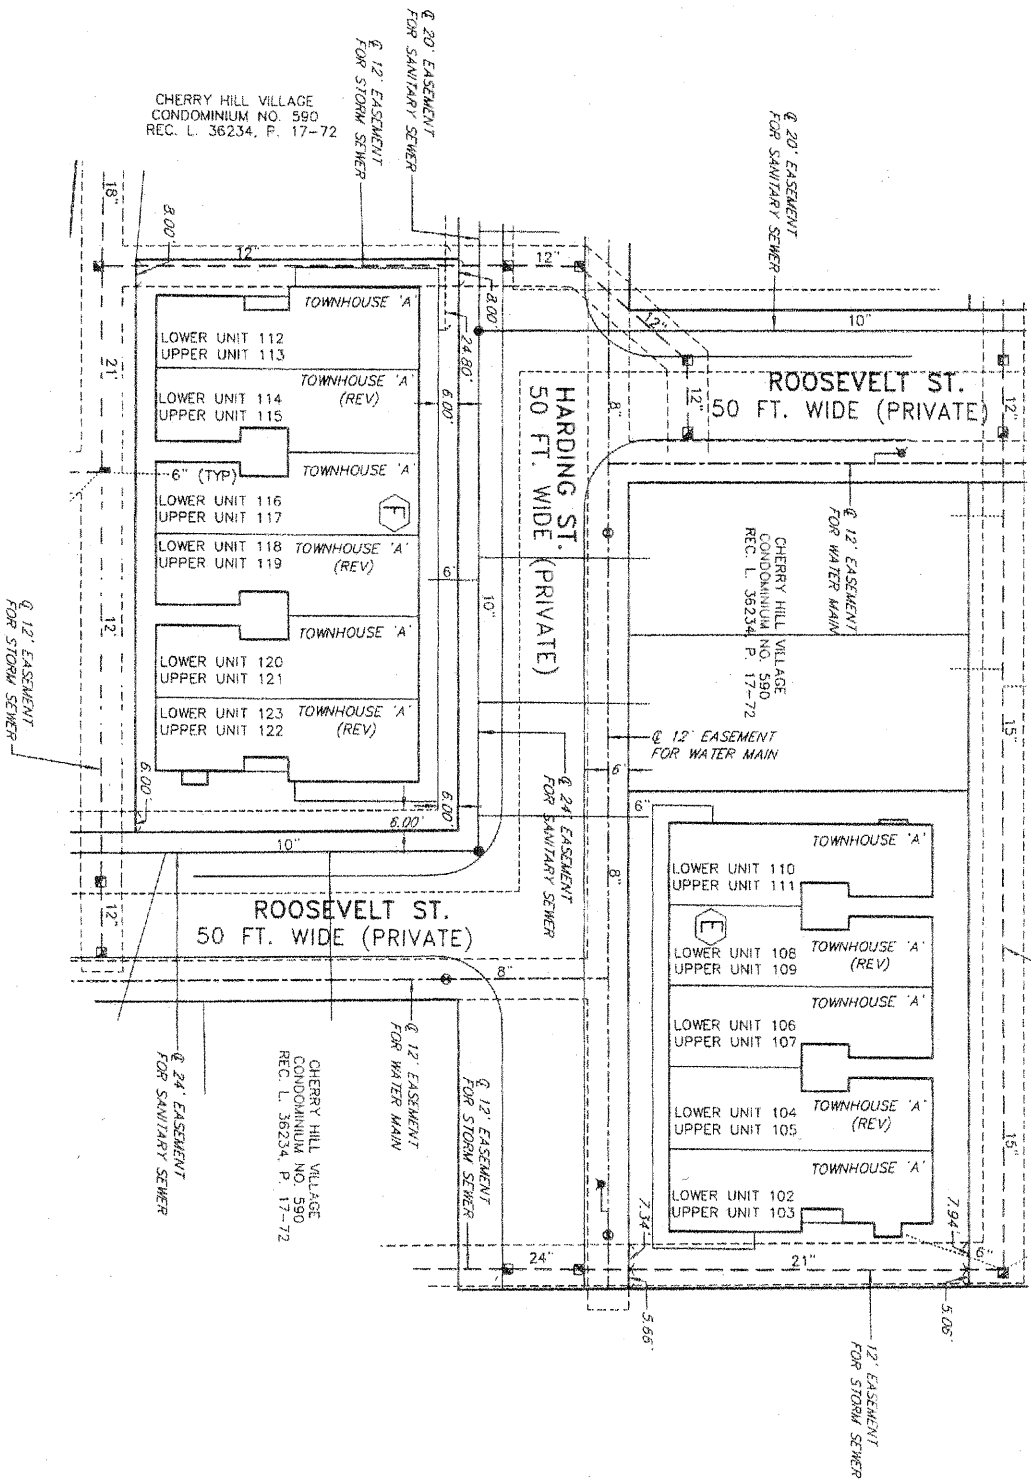 ℄ 20' EASEMENT
FOR SANITARY SEWER
℄ 12' EASEMENT
FOR STORM SEWER
CHERRY HILL VILLAGE
CONDOMINIUM NO. 590
REC. L. 36234, P. 17-72
℄ 20' EASEMENT
FOR SANITARY SEWER
18"
8.00'
12"
12"
8.00'
24.80'
6.00'
12"
10"
12"
12"
ROOSEVELT ST.
50 FT. WIDE (PRIVATE)
HARDING ST.
50 FT. WIDE (PRIVATE)
8"
21"
TOWNHOUSE 'A'
LOWER UNIT 112
UPPER UNIT 113
TOWNHOUSE 'A'
(REV)
LOWER UNIT 114
UPPER UNIT 115
6" (TYP)
TOWNHOUSE 'A'
LOWER UNIT 116
UPPER UNIT 117
F
LOWER UNIT 118
UPPER UNIT 119
TOWNHOUSE 'A'
(REV)
TOWNHOUSE 'A'
LOWER UNIT 120
UPPER UNIT 121
LOWER UNIT 123
UPPER UNIT 122
TOWNHOUSE 'A'
(REV)
6'
10"
12"
℄ 12' EASEMENT
FOR STORM SEWER
6.00'
6.00'
6.00'
10"
12"
℄ 12' EASEMENT
FOR WATER MAIN
CHERRY HILL VILLAGE
CONDOMINIUM NO. 590
REC. L. 36234, P. 17-72
℄ 12' EASEMENT
FOR WATER MAIN
℄ 24' EASEMENT
FOR SANITARY SEWER
15"
6
6"
8"
TOWNHOUSE 'A'
LOWER UNIT 110
UPPER UNIT 111
E
TOWNHOUSE 'A'
(REV)
LOWER UNIT 108
UPPER UNIT 109
TOWNHOUSE 'A'
LOWER UNIT 106
UPPER UNIT 107
TOWNHOUSE 'A'
(REV)
LOWER UNIT 104
UPPER UNIT 105
TOWNHOUSE 'A'
LOWER UNIT 102
UPPER UNIT 103
15"
ROOSEVELT ST.
50 FT. WIDE (PRIVATE)
8"
℄ 24' EASEMENT
FOR SANITARY SEWER
CHERRY HILL VILLAGE
CONDOMINIUM NO. 590
REC. L. 36234, P. 17-72
℄ 12' EASEMENT
FOR WATER MAIN
℄ 12' EASEMENT
FOR STORM SEWER
24"
7.34'
21"
7.94'
6"
5.66'
5.06'
12' EASEMENT
FOR STORM SEWER